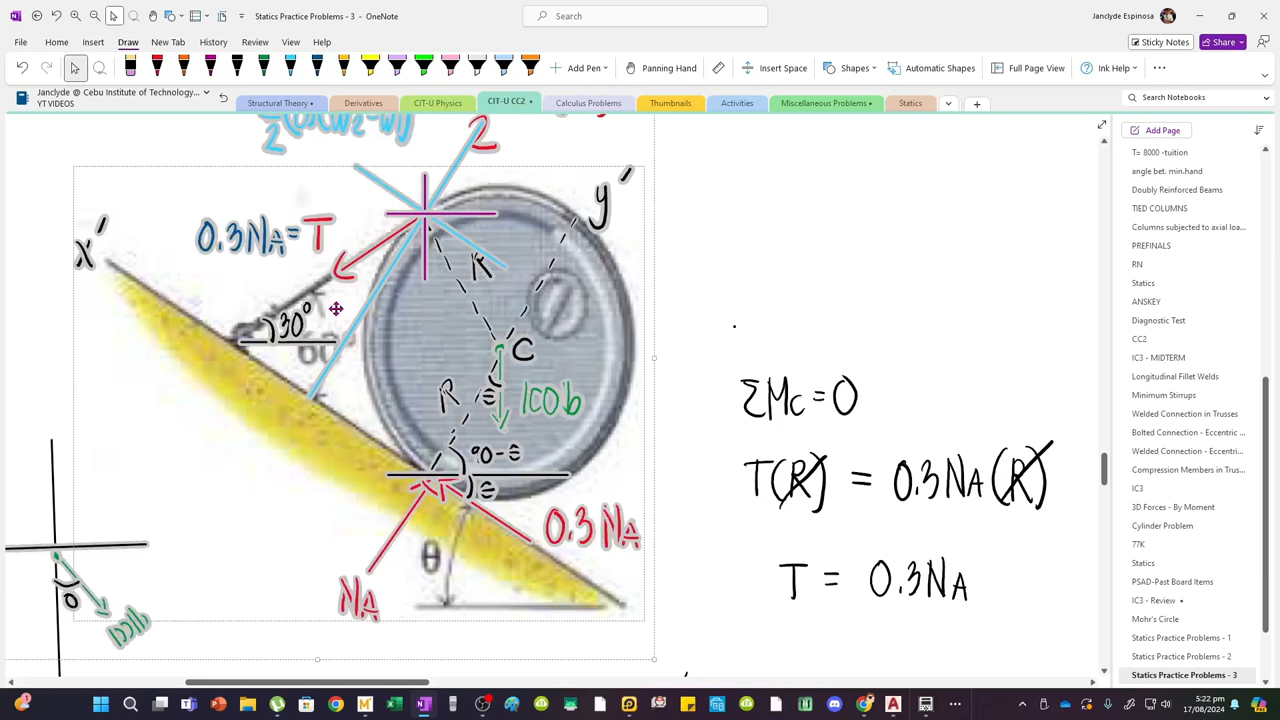 Statics Practice Problems - 3 - OneNote
Search
Janclyde Espinosa
File Home Insert Draw New Tab History Review View Help
Sticky Notes
Share
Add Pen
Panning Hand
Insert Space
Shapes
Automatic Shapes
Full Page View
Ink Help
Janclyde @ Cebu Institute of Technology...
YT VIDEOS
Structural Theory
Derivatives
CIT-U Physics
CIT-U CC2
Calculus Problems
Thumbnails
Activities
Miscellaneous Problems
Statics
Search Notebooks
Add Page
T= 8000 -tuition
angle bet. min.hand
Doubly Reinforced Beams
TIED COLUMNS
Columns subjected to axial loa...
PREFINALS
RN
Statics
ANSKEY
Diagnostic Test
CC2
IC3 - MIDTERM
Longitudinal Fillet Welds
Minimum Stirrups
Welded Connection in Trusses
Bolted Connection - Eccentric ...
Welded Connection - Eccentri...
Compression Members in Trus...
IC3
3D Forces - By Moment
Cylinder Problem
77K
Statics
PSAD-Past Board Items
IC3 - Review
Mohr's Circle
Statics Practice Problems - 1
Statics Practice Problems - 2
Statics Practice Problems - 3
2
y'
x'
0.3NA=T
R
30°
C
R
θ
100lb
90-θ
θ
0.3NA
θ
NA
100lb
ΣMc=0
T(R) = 0.3NA(R)
T = 0.3NA
5:22 pm
17/08/2024